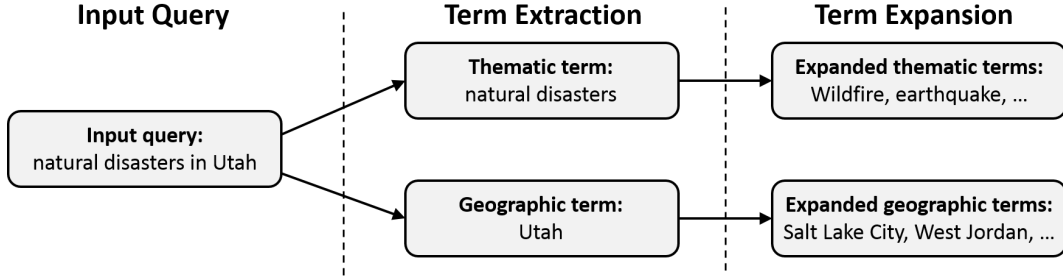 Input Query
Term Extraction
Term Expansion
Input query:
natural disasters in Utah
Thematic term:
natural disasters
Expanded thematic terms:
Wildfire, earthquake, ...
Geographic term:
Utah
Expanded geographic terms:
Salt Lake City, West Jordan, ...